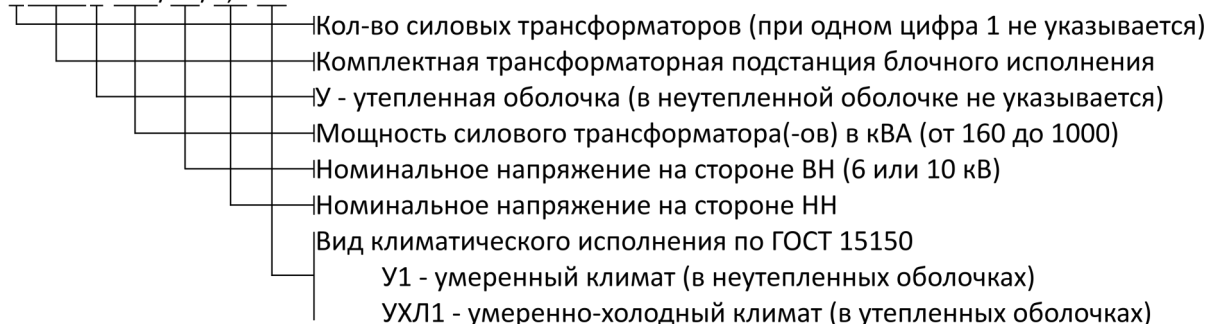 Кол-во силовых трансформаторов (при одном цифра 1 не указывается)
Комплектная трансформаторная подстанция блочного исполнения
У - утепленная оболочка (в неутепленной оболочке не указывается)
Мощность силового трансформатора(-ов) в кВА (от 160 до 1000)
Номинальное напряжение на стороне ВН (6 или 10 кВ)
Номинальное напряжение на стороне НН
Вид климатического исполнения по ГОСТ 15150
У1 - умеренный климат (в неутепленных оболочках)
УХЛ1 - умеренно-холодный климат (в утепленных оболочках)